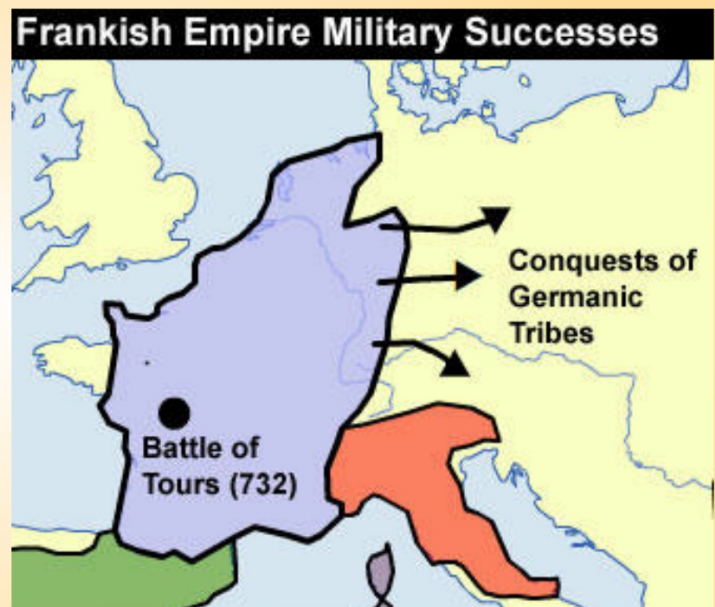 Frankish Empire Military Successes
Conquests of
Germanic
Tribes
Battle of
Tours (732)